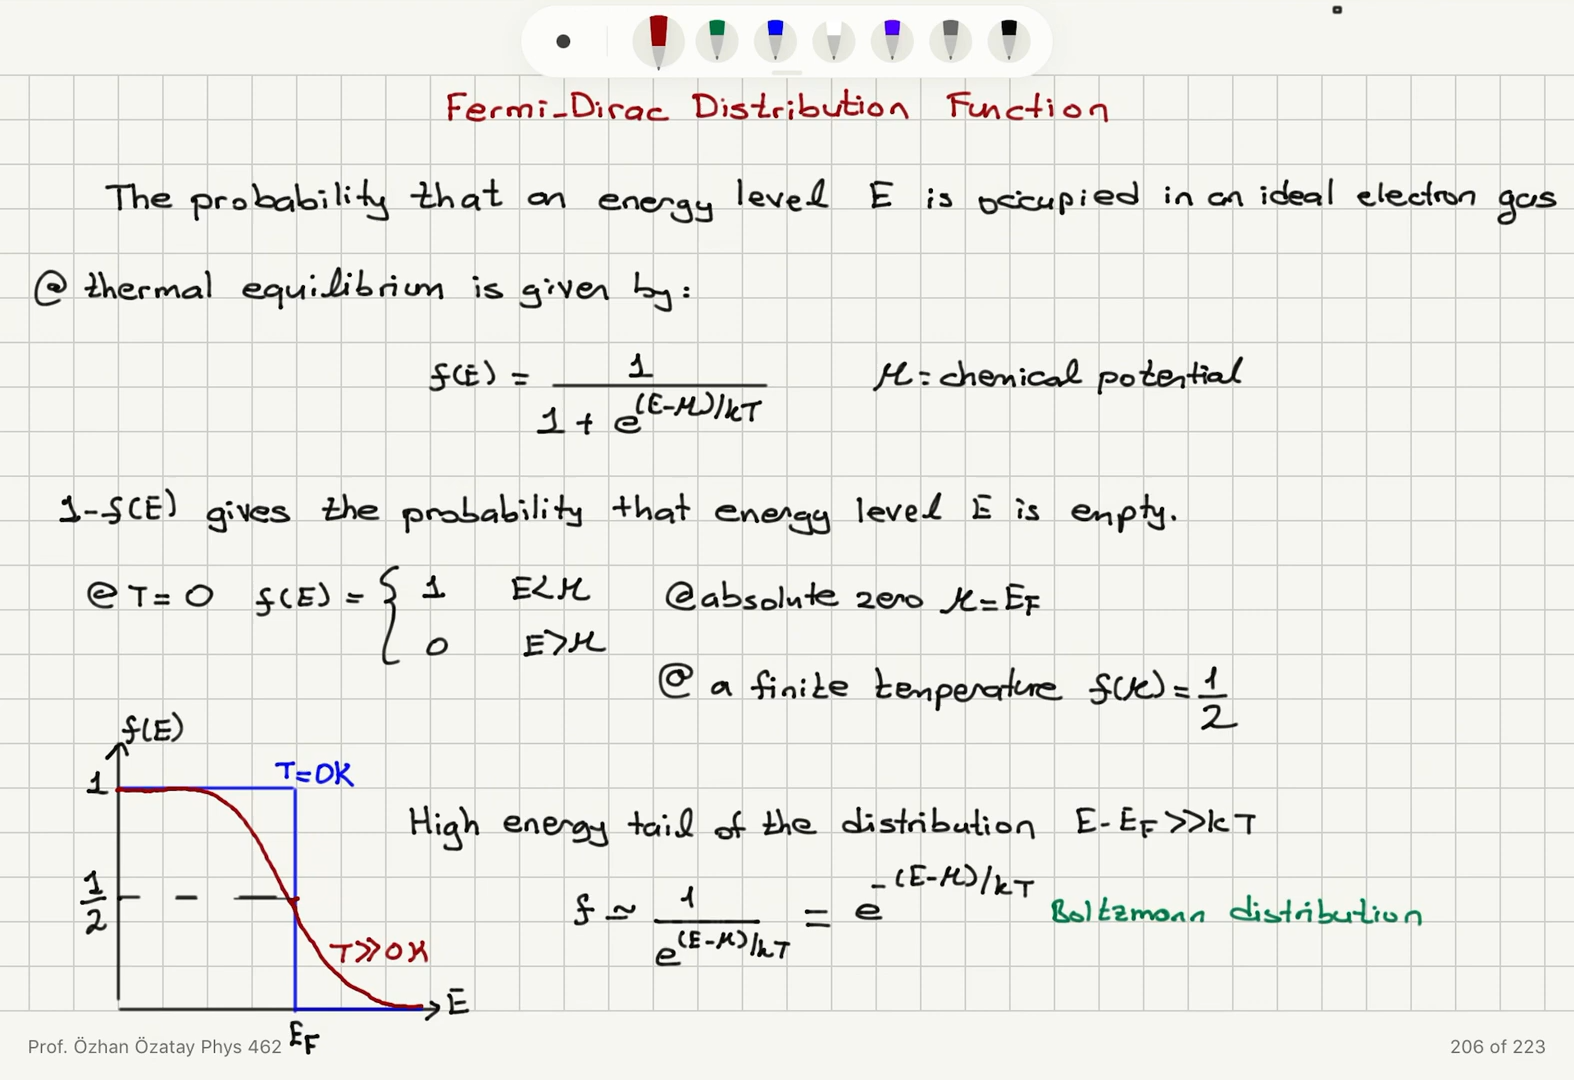 Fermi-Dirac Distribution Function
The probability that an energy level E is occupied in an ideal electron gas
@ thermal equilibrium is given by:
f(E) = 1 / (1 + e^((E-μ)/kT)) μ = chemical potential
1-f(E) gives the probability that energy level E is empty.
@ T = 0 f(E) = { 1 E<μ @ absolute zero μ = E_F
0 E>μ
@ a finite temperature f(μ) = 1/2
f(E)
1
T=0K
High energy tail of the distribution E-E_F >> kT
1/2
f ≃ 1 / e^((E-μ)/kT) = e^(-(E-μ)/kT) Boltzmann distribution
T>>0K
E
E_F
Prof. Özhan Özatay Phys 462
206 of 223